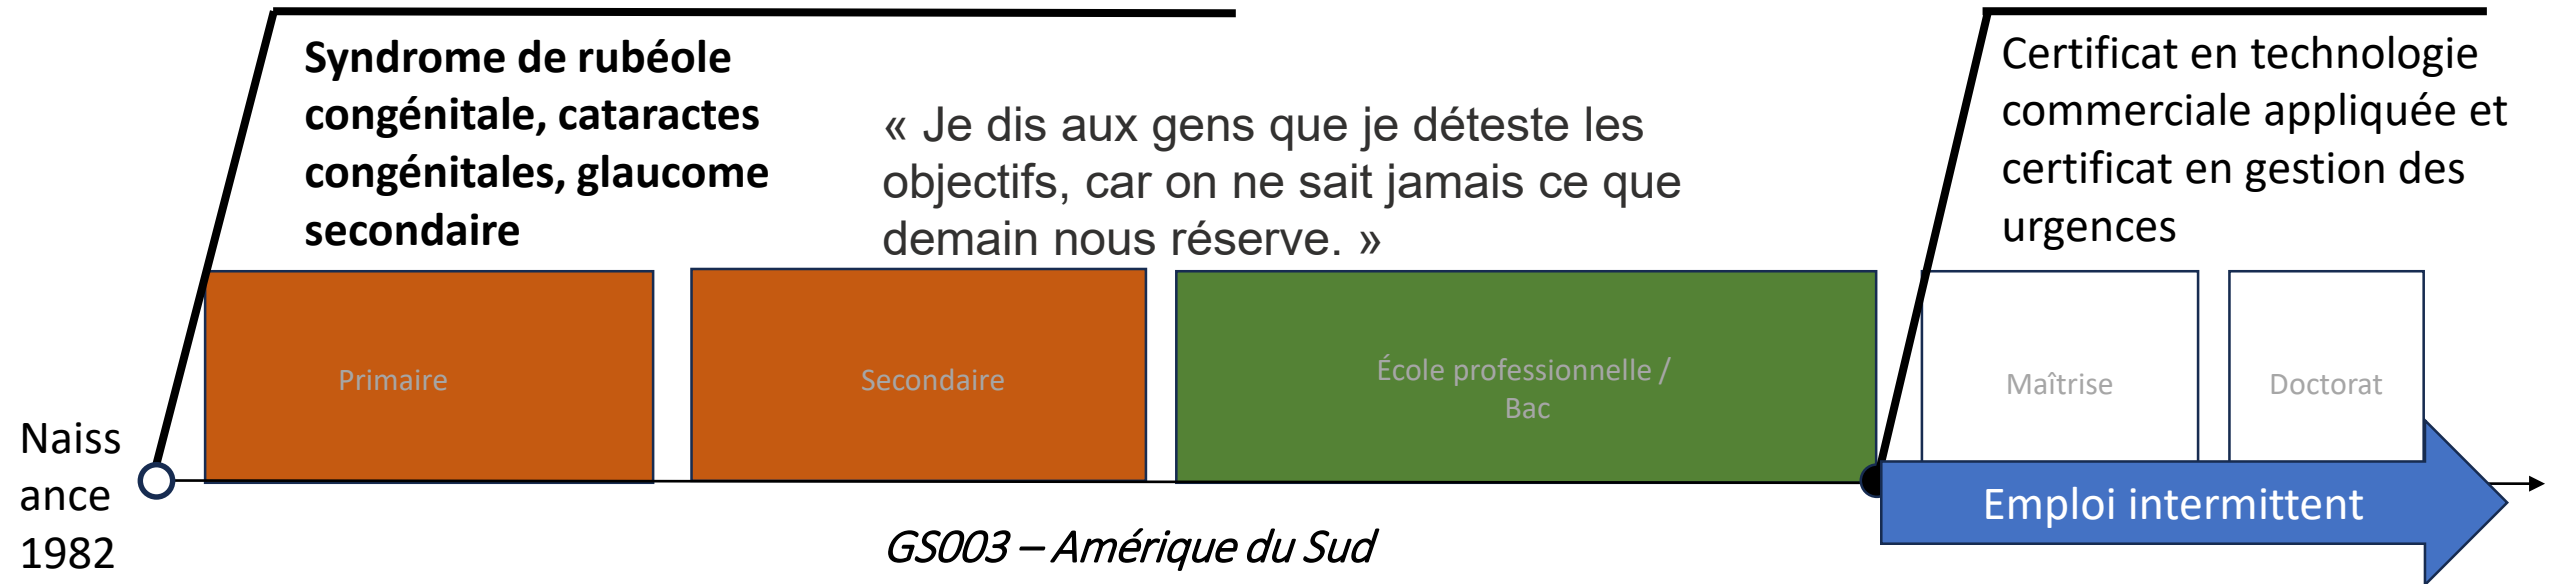 Syndrome de rubéole
congénitale, cataractes
congénitales, glaucome
secondaire
« Je dis aux gens que je déteste les
objectifs, car on ne sait jamais ce que
demain nous réserve. »
Certificat en technologie
commerciale appliquée et
certificat en gestion des
urgences
Primaire
Secondaire
École professionnelle /
Bac
Maîtrise
Doctorat
Naiss
ance
1982
Emploi intermittent
GS003 – Amérique du Sud